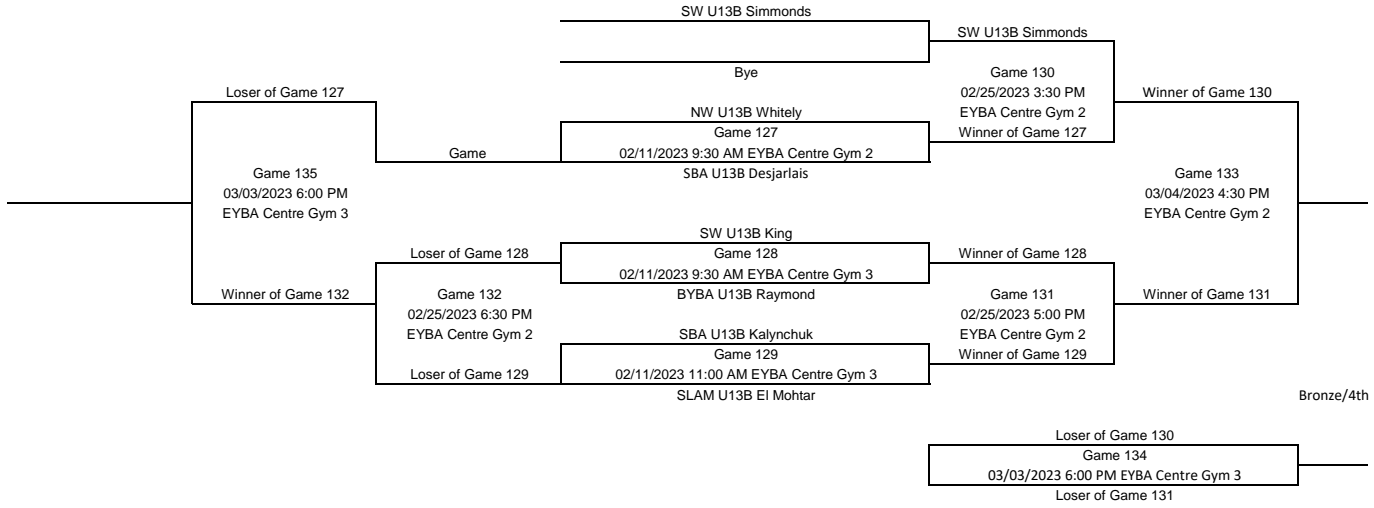 SW U13B Simmonds
SW U13B Simmonds
Bye
Game 130
Loser of Game 127
02/25/2023 3:30 PM
Winner of Game 130
NW U13B Whitely
EYBA Centre Gym 2
Game 127
Winner of Game 127
Game
02/11/2023 9:30 AM EYBA Centre Gym 2
Game 135
SBA U13B Desjarlais
Game 133
03/03/2023 6:00 PM
03/04/2023 4:30 PM
EYBA Centre Gym 3
EYBA Centre Gym 2
SW U13B King
Loser of Game 128
Game 128
Winner of Game 128
02/11/2023 9:30 AM EYBA Centre Gym 3
Winner of Game 132
Game 132
BYBA U13B Raymond
Game 131
Winner of Game 131
02/25/2023 6:30 PM
02/25/2023 5:00 PM
EYBA Centre Gym 2
SBA U13B Kalynchuk
EYBA Centre Gym 2
Game 129
Winner of Game 129
Loser of Game 129
02/11/2023 11:00 AM EYBA Centre Gym 3
SLAM U13B El Mohtar
Bronze/4th
Loser of Game 130
Game 134
03/03/2023 6:00 PM EYBA Centre Gym 3
Loser of Game 131